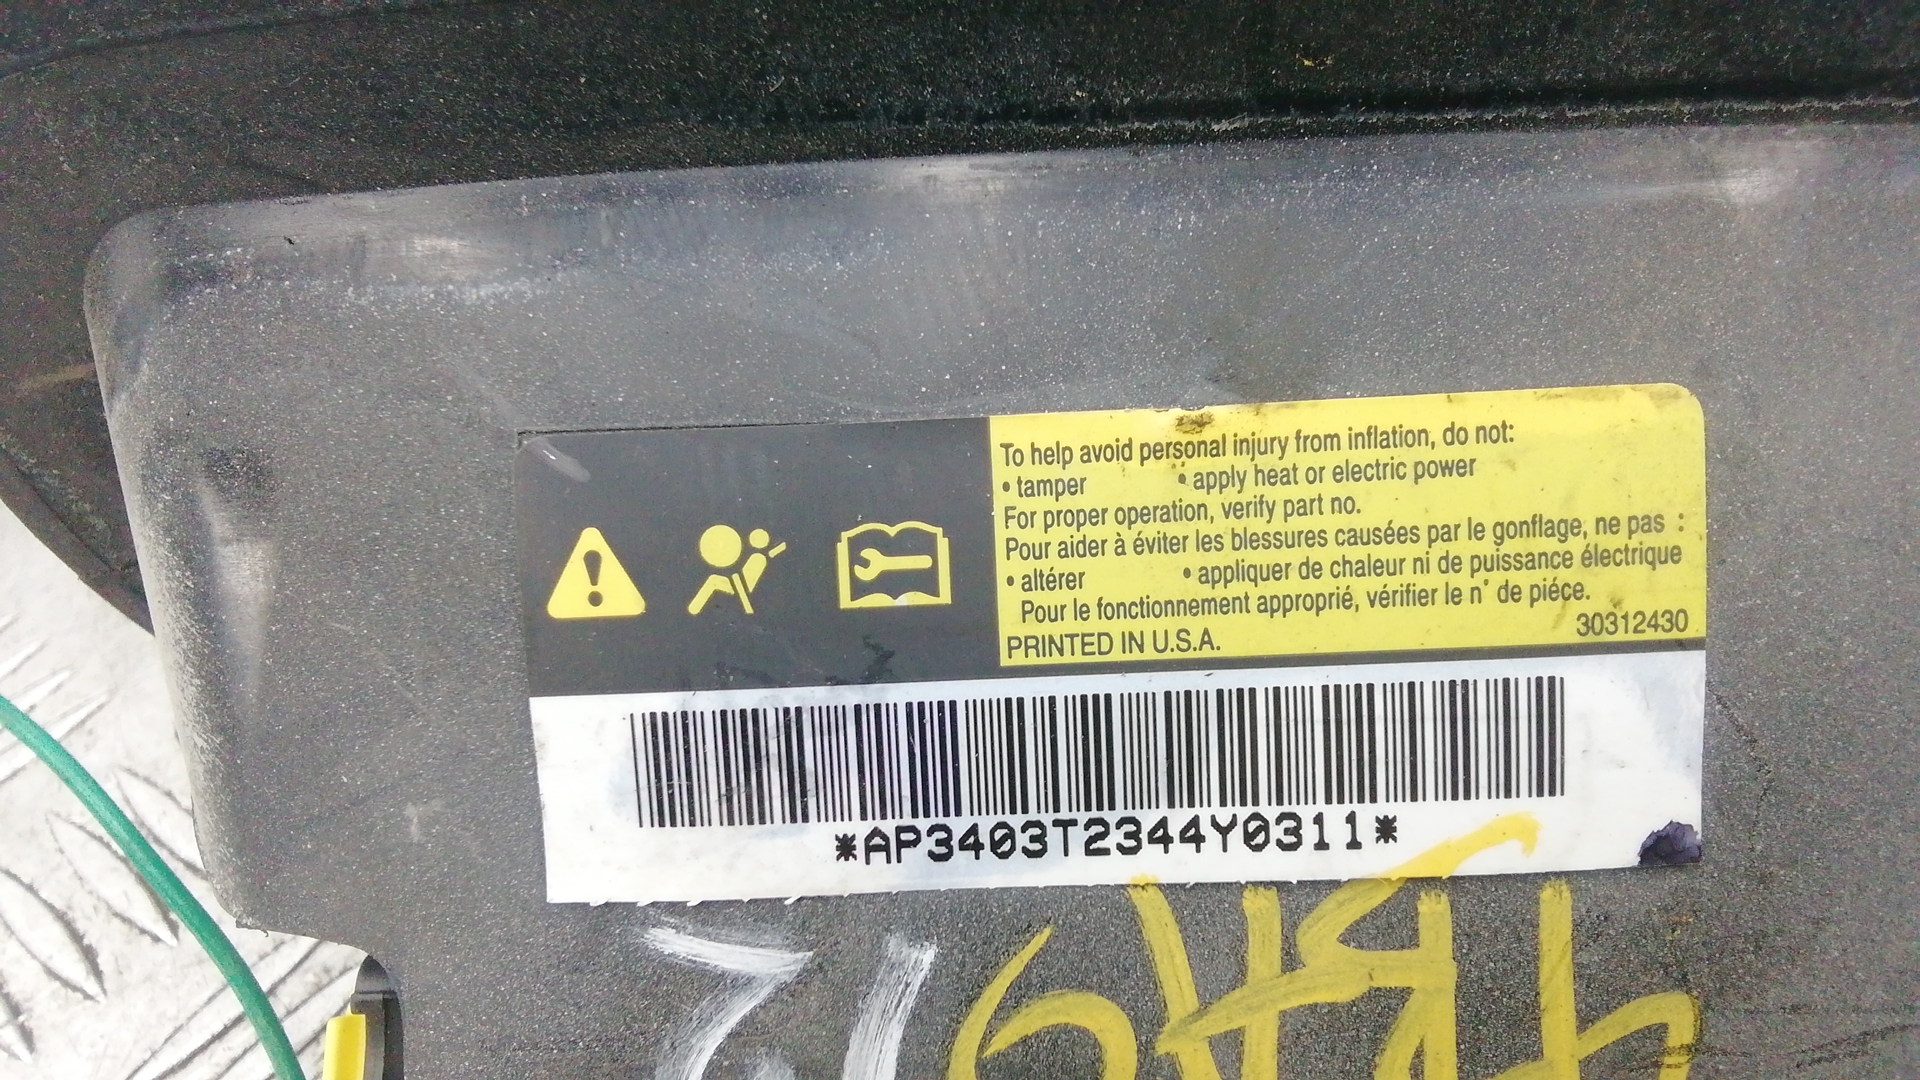 To help avoid personal injury from inflation, do not:
• tamper • apply heat or electric power
For proper operation, verify part no.
Pour aider à éviter les blessures causées par le gonflage, ne pas :
• altérer • appliquer de chaleur ni de puissance électrique
Pour le fonctionnement approprié, vérifier le n° de piéce.
PRINTED IN U.S.A. 30312430
*AP3403T2344Y0311*